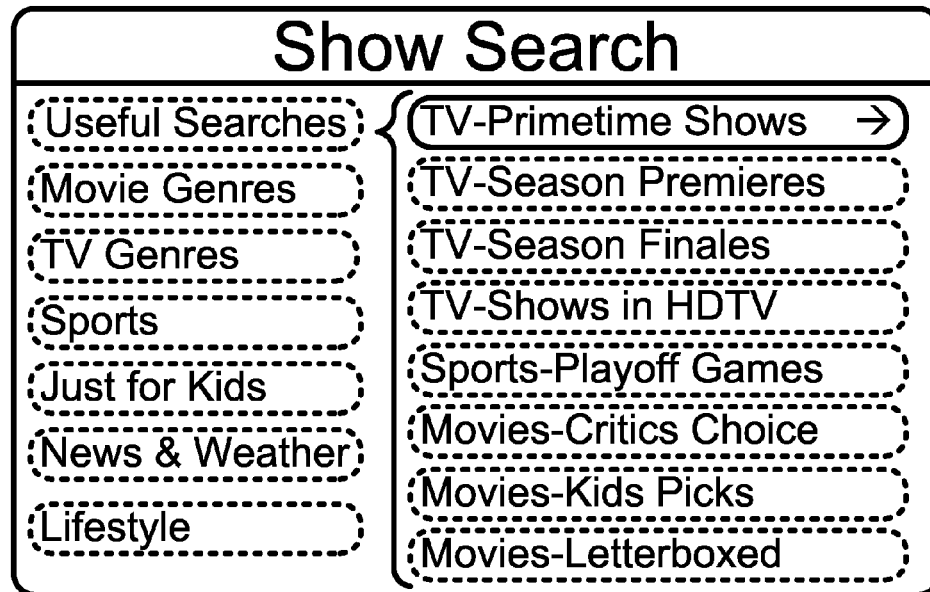 Show Search
Useful Searches
Movie Genres
TV Genres
Sports
Just for Kids
News & Weather
Lifestyle
TV-Primetime Shows →
TV-Season Premieres
TV-Season Finales
TV-Shows in HDTV
Sports-Playoff Games
Movies-Critics Choice
Movies-Kids Picks
Movies-Letterboxed